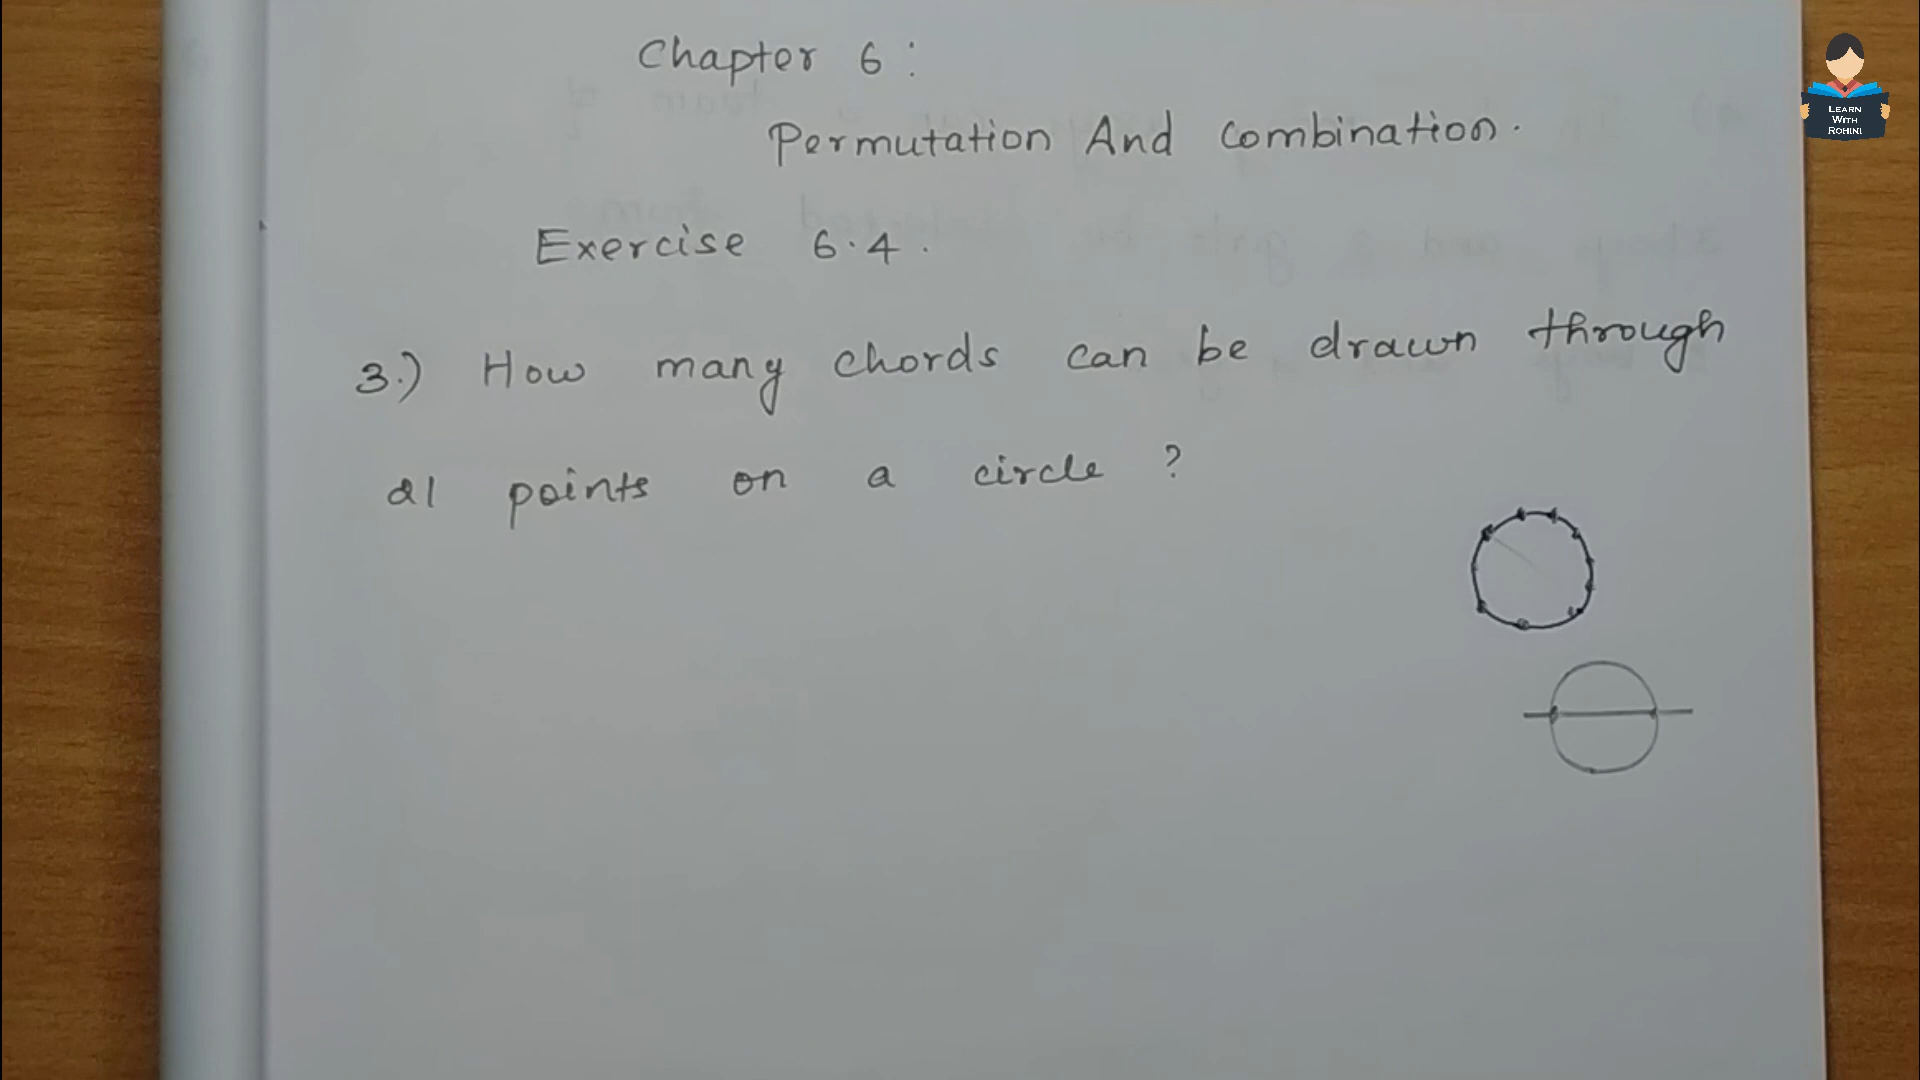 Chapter 6:
Permutation And Combination.
Exercise 6.4.
3.) How many chords can be drawn through
21 points on a circle ?
LEARN
WITH
ROHINI